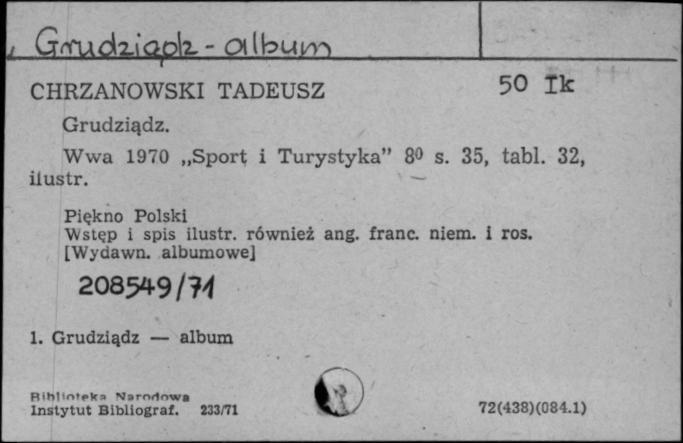 Grudziądz - album
CHRZANOWSKI TADEUSZ 50 Ik
Grudziądz.
Wwa 1970 „Sport i Turystyka” 8⁰ s. 35, tabl. 32,
ilustr.
Piękno Polski
Wstęp i spis ilustr. również ang. franc. niem. i ros.
[Wydawn. albumowe]
208549/71
1. Grudziądz — album
Biblioteka Narodowa
Instytut Bibliograf. 233/71 72(438)(084.1)